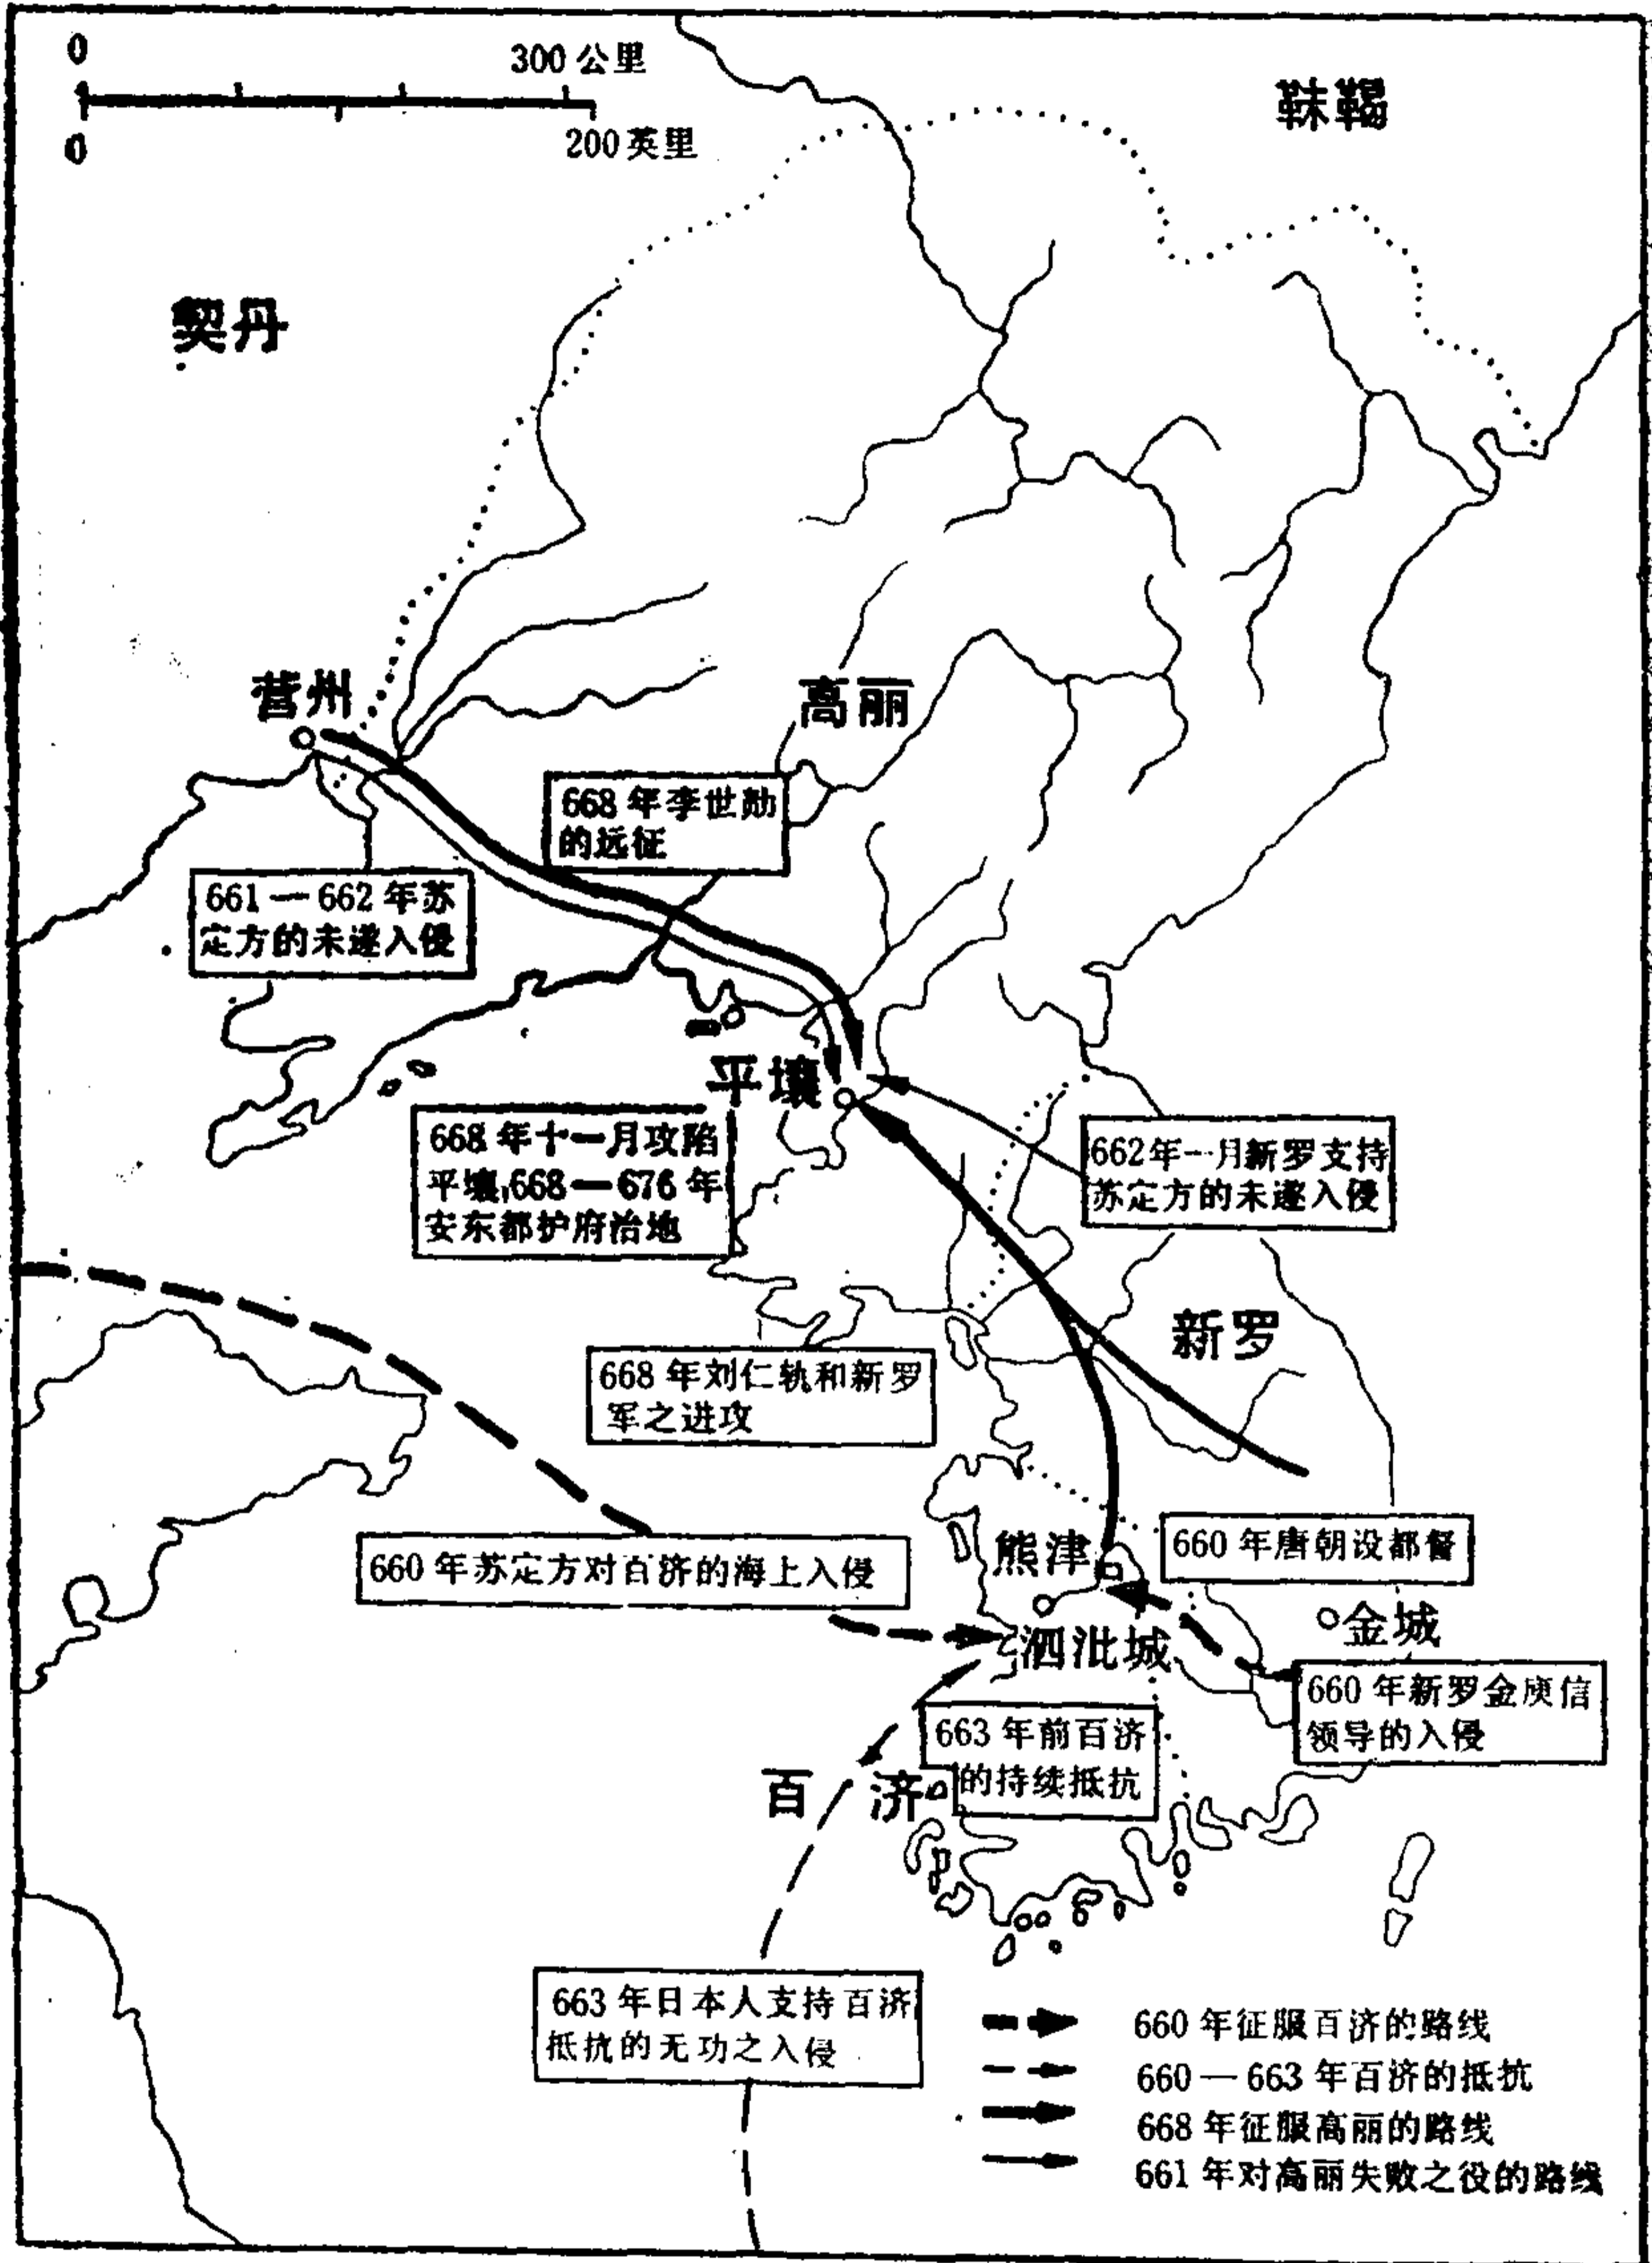 0
300 公里
0
200 英里
靺鞨
契丹
营州
高丽
668 年李世勣
的远征
661—662 年苏
定方的未遂入侵
平壤
668 年十一月攻陷
平壤,668—676 年
安东都护府治地
662年一月新罗支持
苏定方的未遂入侵
新罗
668 年刘仁轨和新罗
军之进攻
熊津
660 年唐朝设都督
660 年苏定方对百济的海上入侵
金城
泗沘城
660 年新罗金庾信
领导的入侵
663 年前百济
的持续抵抗
百济
663 年日本人支持百济
抵抗的无功之入侵
660 年征服百济的路线
660—663 年百济的抵抗
668 年征服高丽的路线
661 年对高丽失败之役的路线